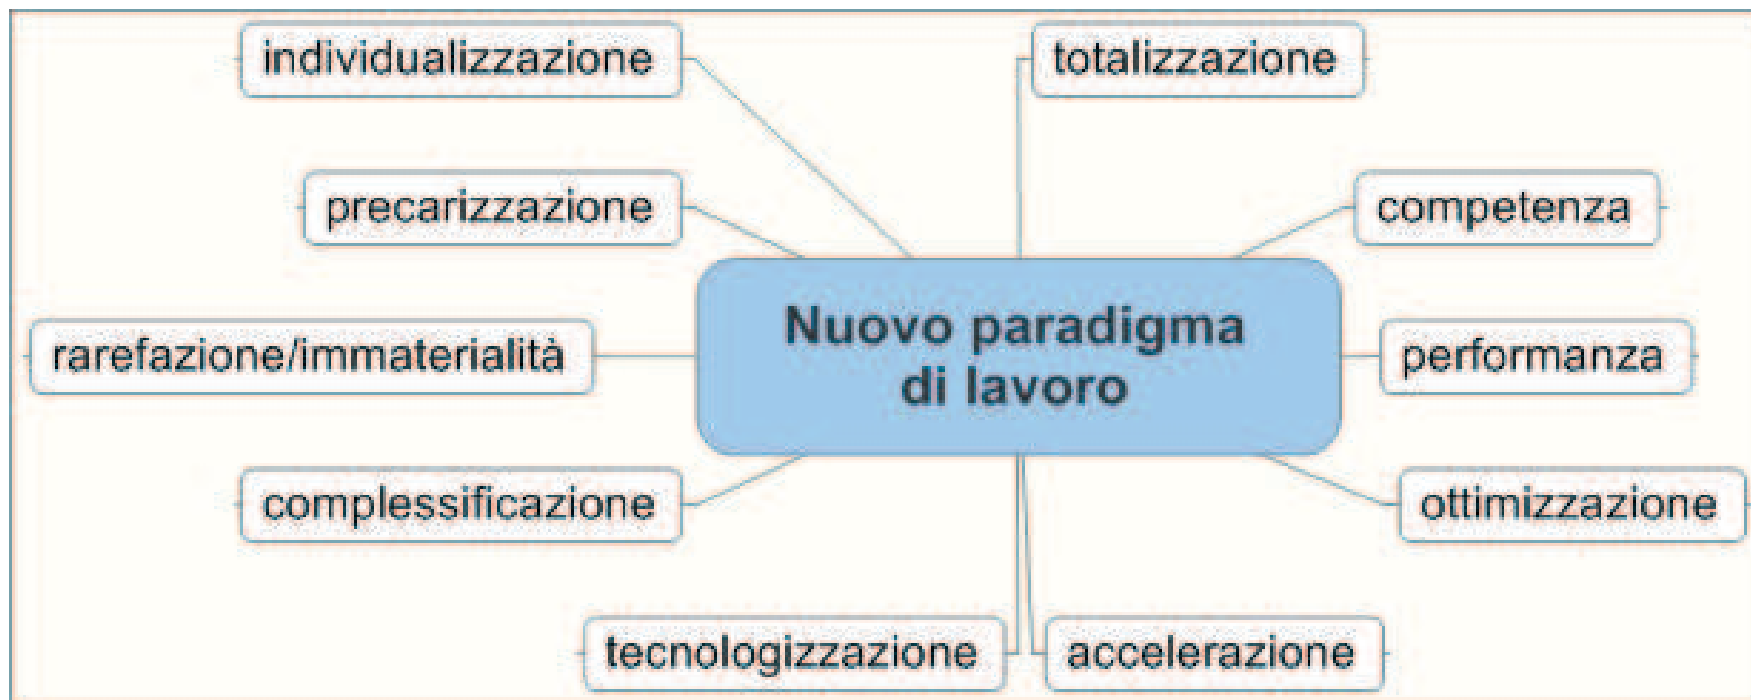 individualizzazione
totalizzazione
precarizzazione
competenza
Nuovo paradigma
di lavoro
rarefazione/immaterialità
performanza
complessificazione
ottimizzazione
tecnologizzazione
accelerazione